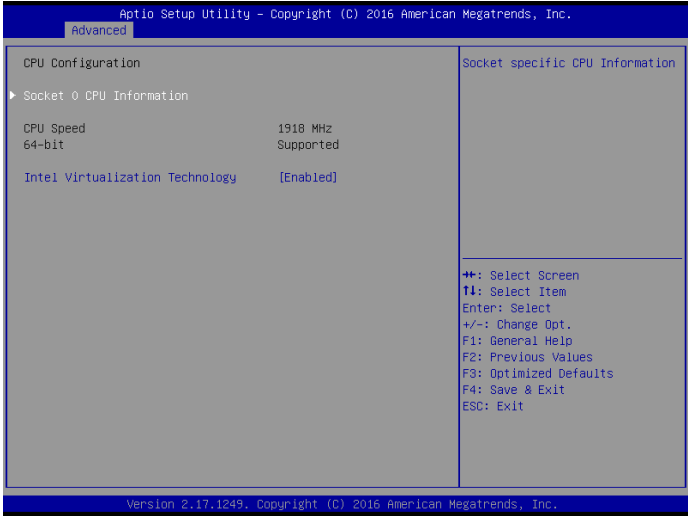 Aptio Setup Utility – Copyright (C) 2016 American Megatrends, Inc.
Advanced
CPU Configuration
Socket specific CPU Information
▶ Socket 0 CPU Information
CPU Speed 1918 MHz
64-bit Supported
Intel Virtualization Technology [Enabled]
→←: Select Screen
↑↓: Select Item
Enter: Select
+/-: Change Opt.
F1: General Help
F2: Previous Values
F3: Optimized Defaults
F4: Save & Exit
ESC: Exit
Version 2.17.1249. Copyright (C) 2016 American Megatrends, Inc.